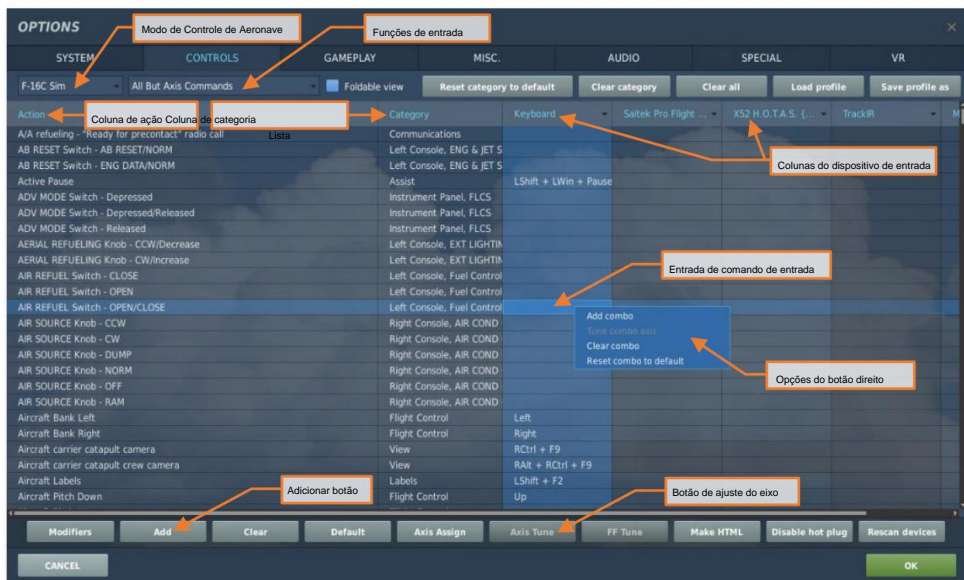 OPTIONS
Modo de Controle de Aeronave
Funções de entrada
SYSTEM CONTROLS GAMEPLAY MISC. AUDIO SPECIAL VR
F-16C Sim All But Axis Commands Foldable view Reset category to default Clear category Clear all Load profile Save profile as
Action Coluna de ação Coluna de categoria Category Keyboard Saitek Pro Flight ... X52 H.O.T.A.S. (... TrackIR M
Lista
A/A refueling - "Ready for precontact" radio call Communications
Colunas do dispositivo de entrada
AB RESET Switch - AB RESET/NORM Left Console, ENG & JET S
AB RESET Switch - ENG DATA/NORM Left Console, ENG & JET S
Active Pause Assist LShift + LWin + Pause
ADV MODE Switch - Depressed Instrument Panel, FLCS
ADV MODE Switch - Depressed/Released Instrument Panel, FLCS
ADV MODE Switch - Released Instrument Panel, FLCS
AERIAL REFUELING Knob - CCW/Decrease Left Console, EXT LIGHTIN
AERIAL REFUELING Knob - CW/Increase Left Console, EXT LIGHTIN
Entrada de comando de entrada
AIR REFUEL Switch - CLOSE Left Console, Fuel Control
AIR REFUEL Switch - OPEN Left Console, Fuel Control
AIR REFUEL Switch - OPEN/CLOSE Left Console, Fuel Control
Add combo
Tune combo axis
Clear combo
Reset combo to default
Opções do botão direito
AIR SOURCE Knob - CCW Right Console, AIR COND
AIR SOURCE Knob - CW Right Console, AIR COND
AIR SOURCE Knob - DUMP Right Console, AIR COND
AIR SOURCE Knob - NORM Right Console, AIR COND
AIR SOURCE Knob - OFF Right Console, AIR COND
AIR SOURCE Knob - RAM Right Console, AIR COND
Aircraft Bank Left Flight Control Left
Aircraft Bank Right Flight Control Right
Aircraft carrier catapult camera View RCtrl + F9
Aircraft carrier catapult crew camera View RAlt + RCtrl + F9
Aircraft Labels Labels LShift + F2
Aircraft Pitch Down Flight Control Up
Adicionar botão
Botão de ajuste do eixo
Modifiers Add Clear Default Axis Assign Axis Tune FF Tune Make HTML Disable hot plug Rescan devices
CANCEL OK